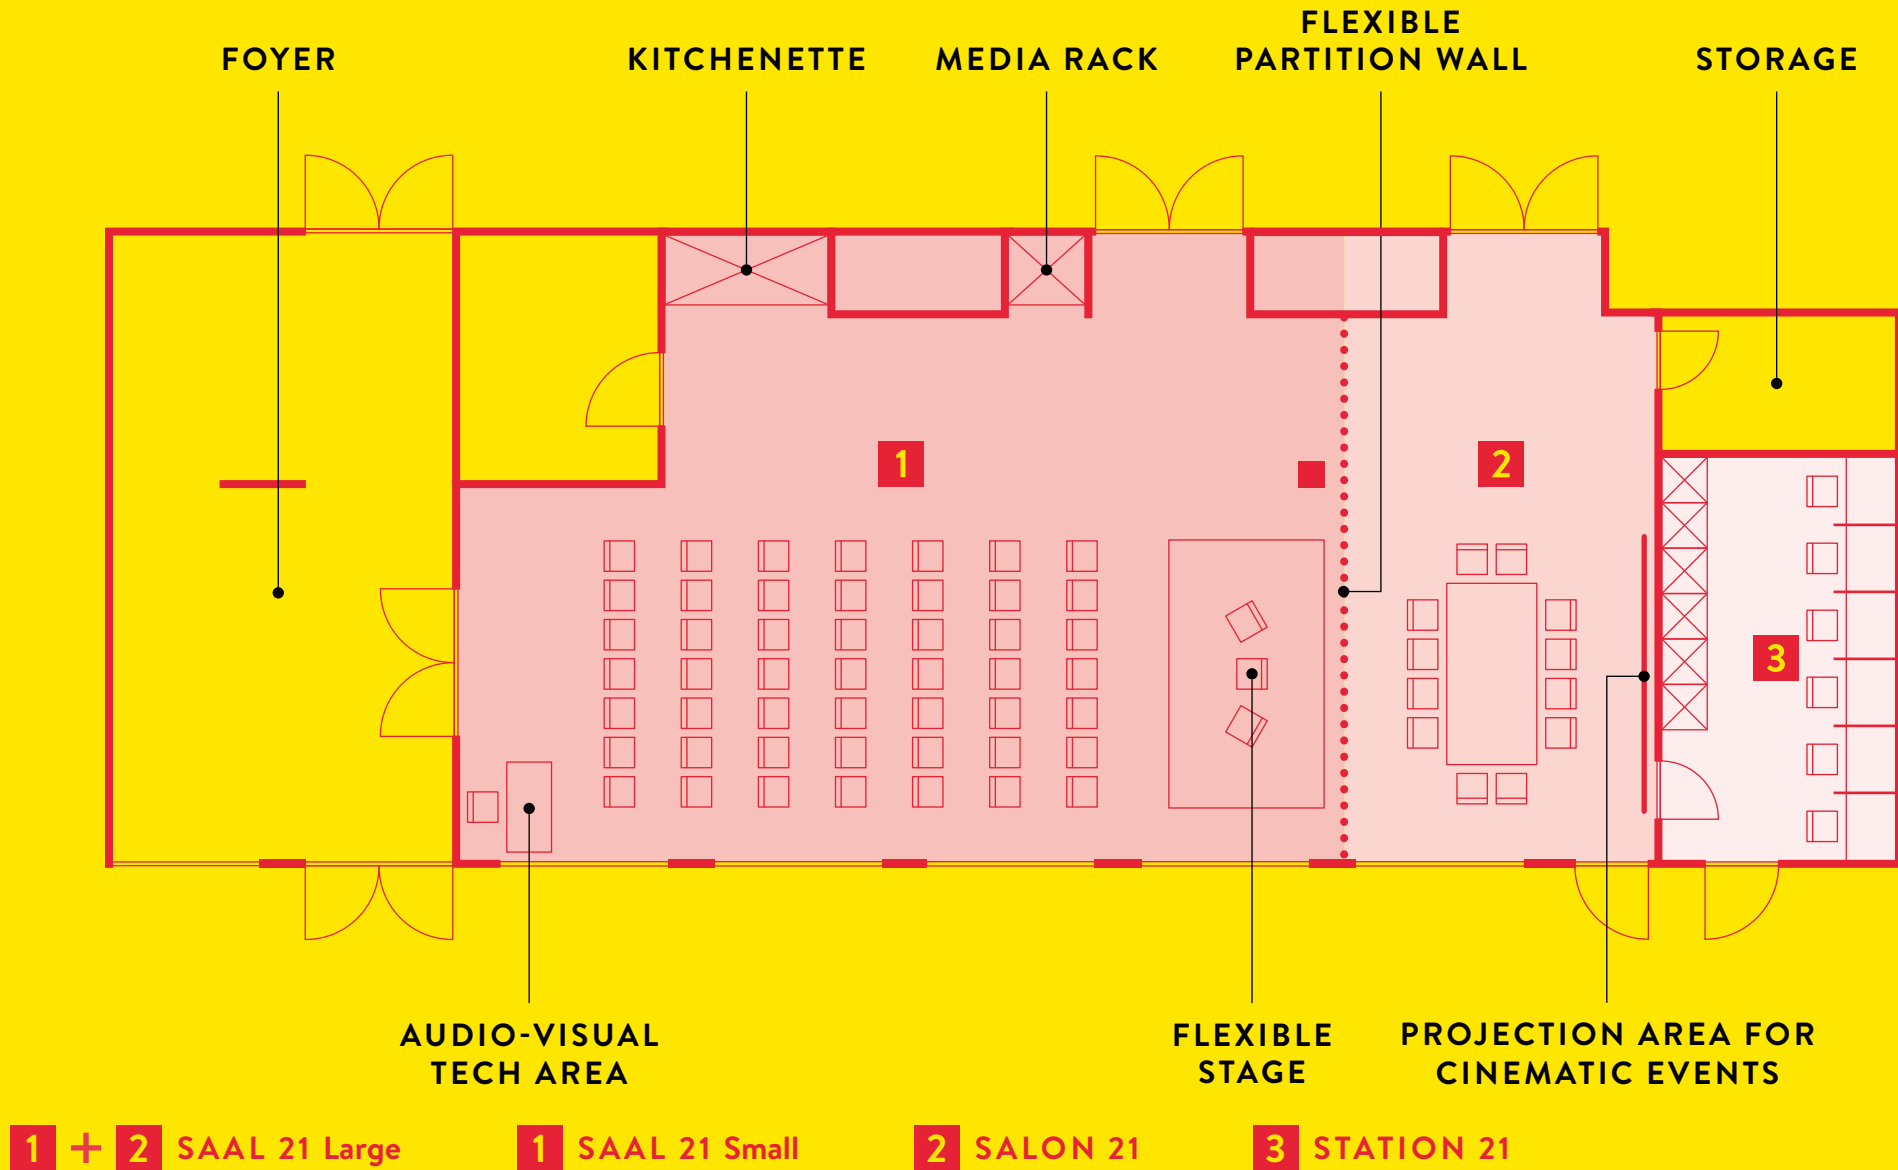 FOYER
KITCHENETTE
MEDIA RACK
FLEXIBLE
PARTITION WALL
STORAGE
1
2
3
AUDIO-VISUAL
TECH AREA
FLEXIBLE
STAGE
PROJECTION AREA FOR
CINEMATIC EVENTS
1 + 2 SAAL 21 Large
1 SAAL 21 Small
2 SALON 21
3 STATION 21